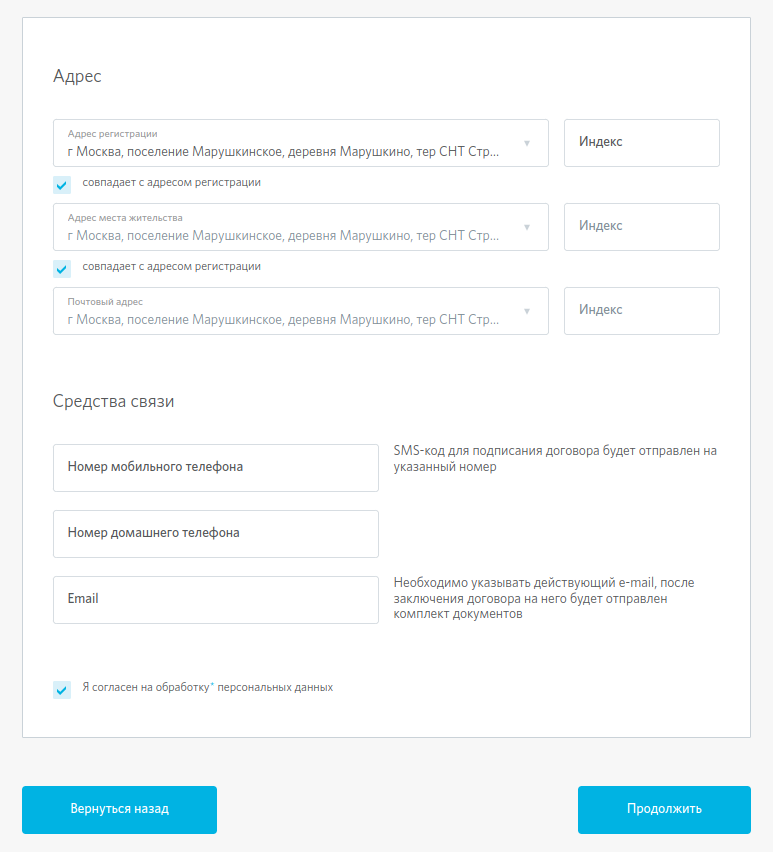 Адрес
Адрес регистрации
г Москва, поселение Марушкинское, деревня Марушкино, тер СНТ Стр...
Индекс
совпадает с адресом регистрации
Адрес места жительства
г Москва, поселение Марушкинское, деревня Марушкино, тер СНТ Стр...
Индекс
совпадает с адресом регистрации
Почтовый адрес
г Москва, поселение Марушкинское, деревня Марушкино, тер СНТ Стр...
Индекс
Средства связи
Номер мобильного телефона
SMS-код для подписания договора будет отправлен на
указанный номер
Номер домашнего телефона
Email
Необходимо указывать действующий e-mail, после
заключения договора на него будет отправлен
комплект документов
Я согласен на обработку* персональных данных
Вернуться назад
Продолжить